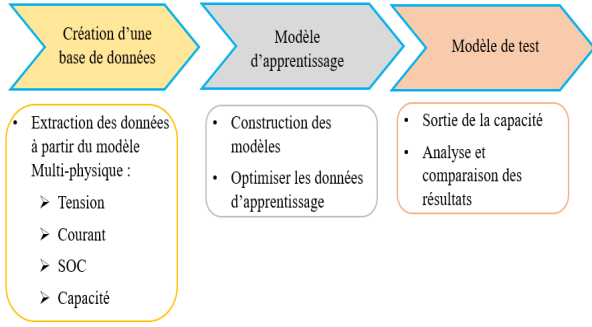 Création d'une
base de données
Modèle
d'apprentissage
Modèle de test
• Extraction des données
à partir du modèle
Multi-physique :
➢ Tension
➢ Courant
➢ SOC
➢ Capacité
• Construction des
modèles
• Optimiser les données
d'apprentissage
• Sortie de la capacité
• Analyse et
comparaison des
résultats